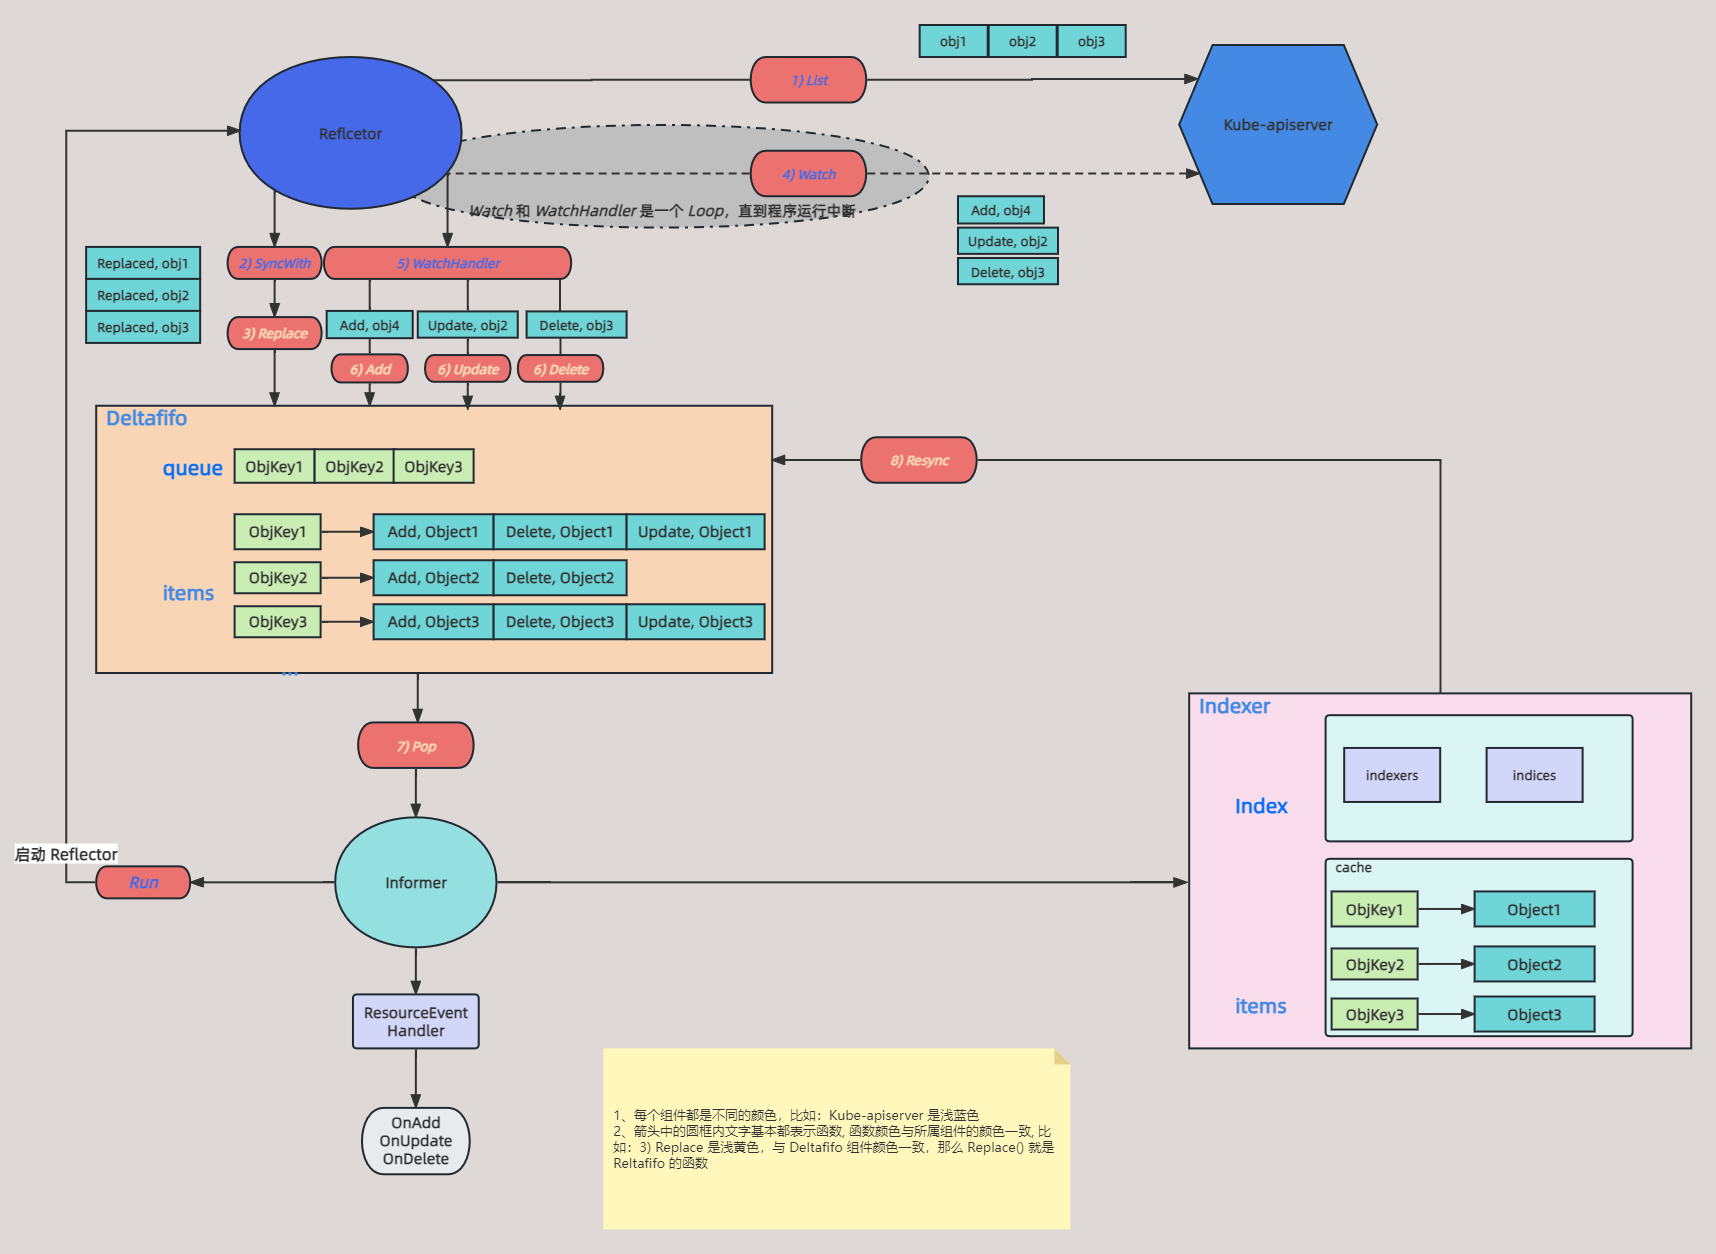 obj1 obj2 obj3
1) List
Reflcetor
Kube-apiserver
4) Watch
Watch 和 WatchHandler 是一个 Loop，直到程序运行中断
Add, obj4
Update, obj2
Delete, obj3
Replaced, obj1
Replaced, obj2
Replaced, obj3
2) SyncWith
5) WatchHandler
3) Replace
Add, obj4
Update, obj2
Delete, obj3
6) Add
6) Update
6) Delete
Deltafifo
queue
ObjKey1 ObjKey2 ObjKey3
8) Resync
ObjKey1
Add, Object1 Delete, Object1 Update, Object1
ObjKey2
Add, Object2 Delete, Object2
items
ObjKey3
Add, Object3 Delete, Object3 Update, Object3
...
7) Pop
Indexer
indexers
indices
Index
启动 Reflector
Run
Informer
cache
ObjKey1
Object1
ObjKey2
Object2
items
ObjKey3
Object3
ResourceEvent
Handler
OnAdd
OnUpdate
OnDelete
1、每个组件都是不同的颜色，比如：Kube-apiserver 是浅蓝色
2、箭头中的圆框内文字基本都表示函数, 函数颜色与所属组件的颜色一致, 比
如：3) Replace 是浅黄色，与 Deltafifo 组件颜色一致，那么 Replace() 就是
Reltafifo 的函数